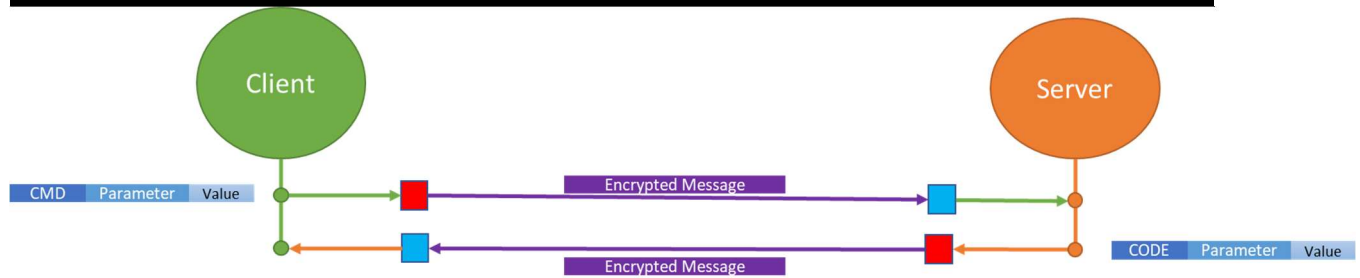 Client
Server
Encrypted Message
CMD Parameter Value
CODE Parameter Value
Encrypted Message